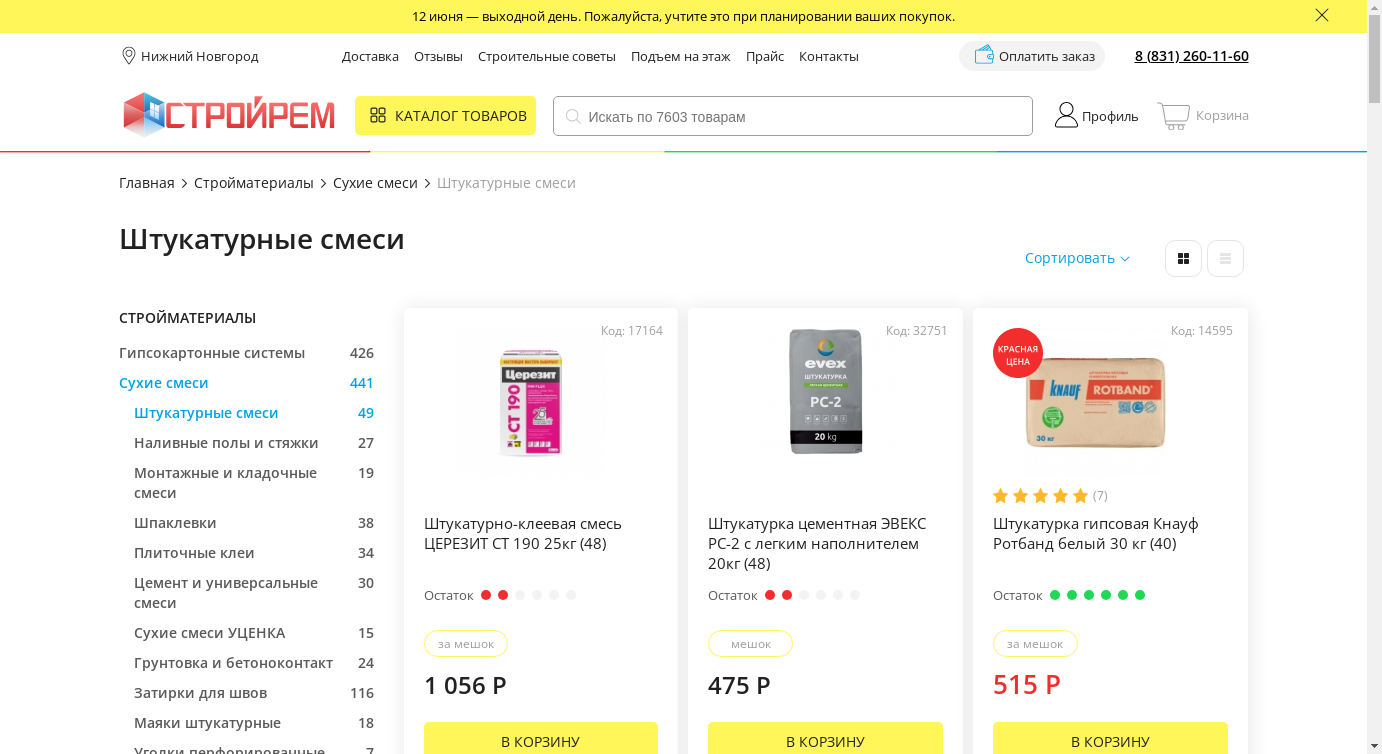 12 июня — выходной день. Пожалуйста, учтите это при планировании ваших покупок.
Нижний Новгород
Доставка Отзывы Строительные советы Подъем на этаж Прайс Контакты
Оплатить заказ
8 (831) 260-11-60
СТРОЙРЕМ
КАТАЛОГ ТОВАРОВ
Искать по 7603 товарам
Профиль
Корзина
Главная > Стройматериалы > Сухие смеси > Штукатурные смеси
Штукатурные смеси
Сортировать
СТРОЙМАТЕРИАЛЫ
Гипсокартонные системы 426
Сухие смеси 441
Штукатурные смеси 49
Наливные полы и стяжки 27
Монтажные и кладочные
смеси 19
Шпаклевки 38
Плиточные клеи 34
Цемент и универсальные
смеси 30
Сухие смеси УЦЕНКА 15
Грунтовка и бетоноконтакт 24
Затирки для швов 116
Маяки штукатурные 18
Уголки перфорированные 7
Код: 17164
Церезит
CT 190
25
Штукатурно-клеевая смесь
ЦЕРЕЗИТ CT 190 25кг (48)
Остаток
за мешок
1 056 Р
В КОРЗИНУ
Код: 32751
evex
ШТУКАТУРКА
PC-2
20 kg
Штукатурка цементная ЭВЕКС
РС-2 с легким наполнителем
20кг (48)
Остаток
мешок
475 Р
В КОРЗИНУ
Код: 14595
КРАСНАЯ
ЦЕНА
KNAUF
ROTBAND
30 кг
(7)
Штукатурка гипсовая Кнауф
Ротбанд белый 30 кг (40)
Остаток
за мешок
515 Р
В КОРЗИНУ